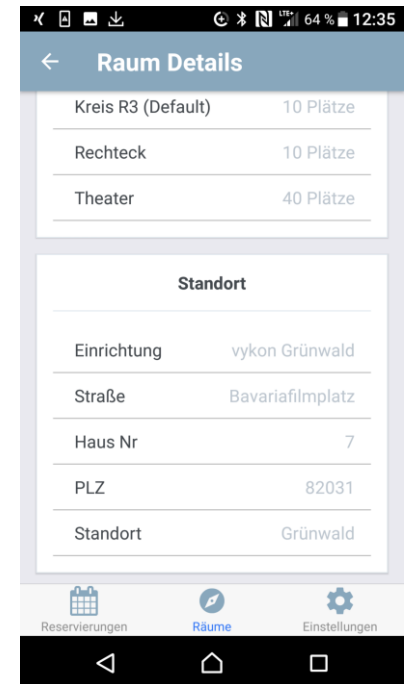 LTE+ 64 % 12:35
Raum Details
Kreis R3 (Default) 10 Plätze
Rechteck 10 Plätze
Theater 40 Plätze
Standort
Einrichtung vykon Grünwald
Straße Bavariafilmplatz
Haus Nr 7
PLZ 82031
Standort Grünwald
Reservierungen Räume Einstellungen